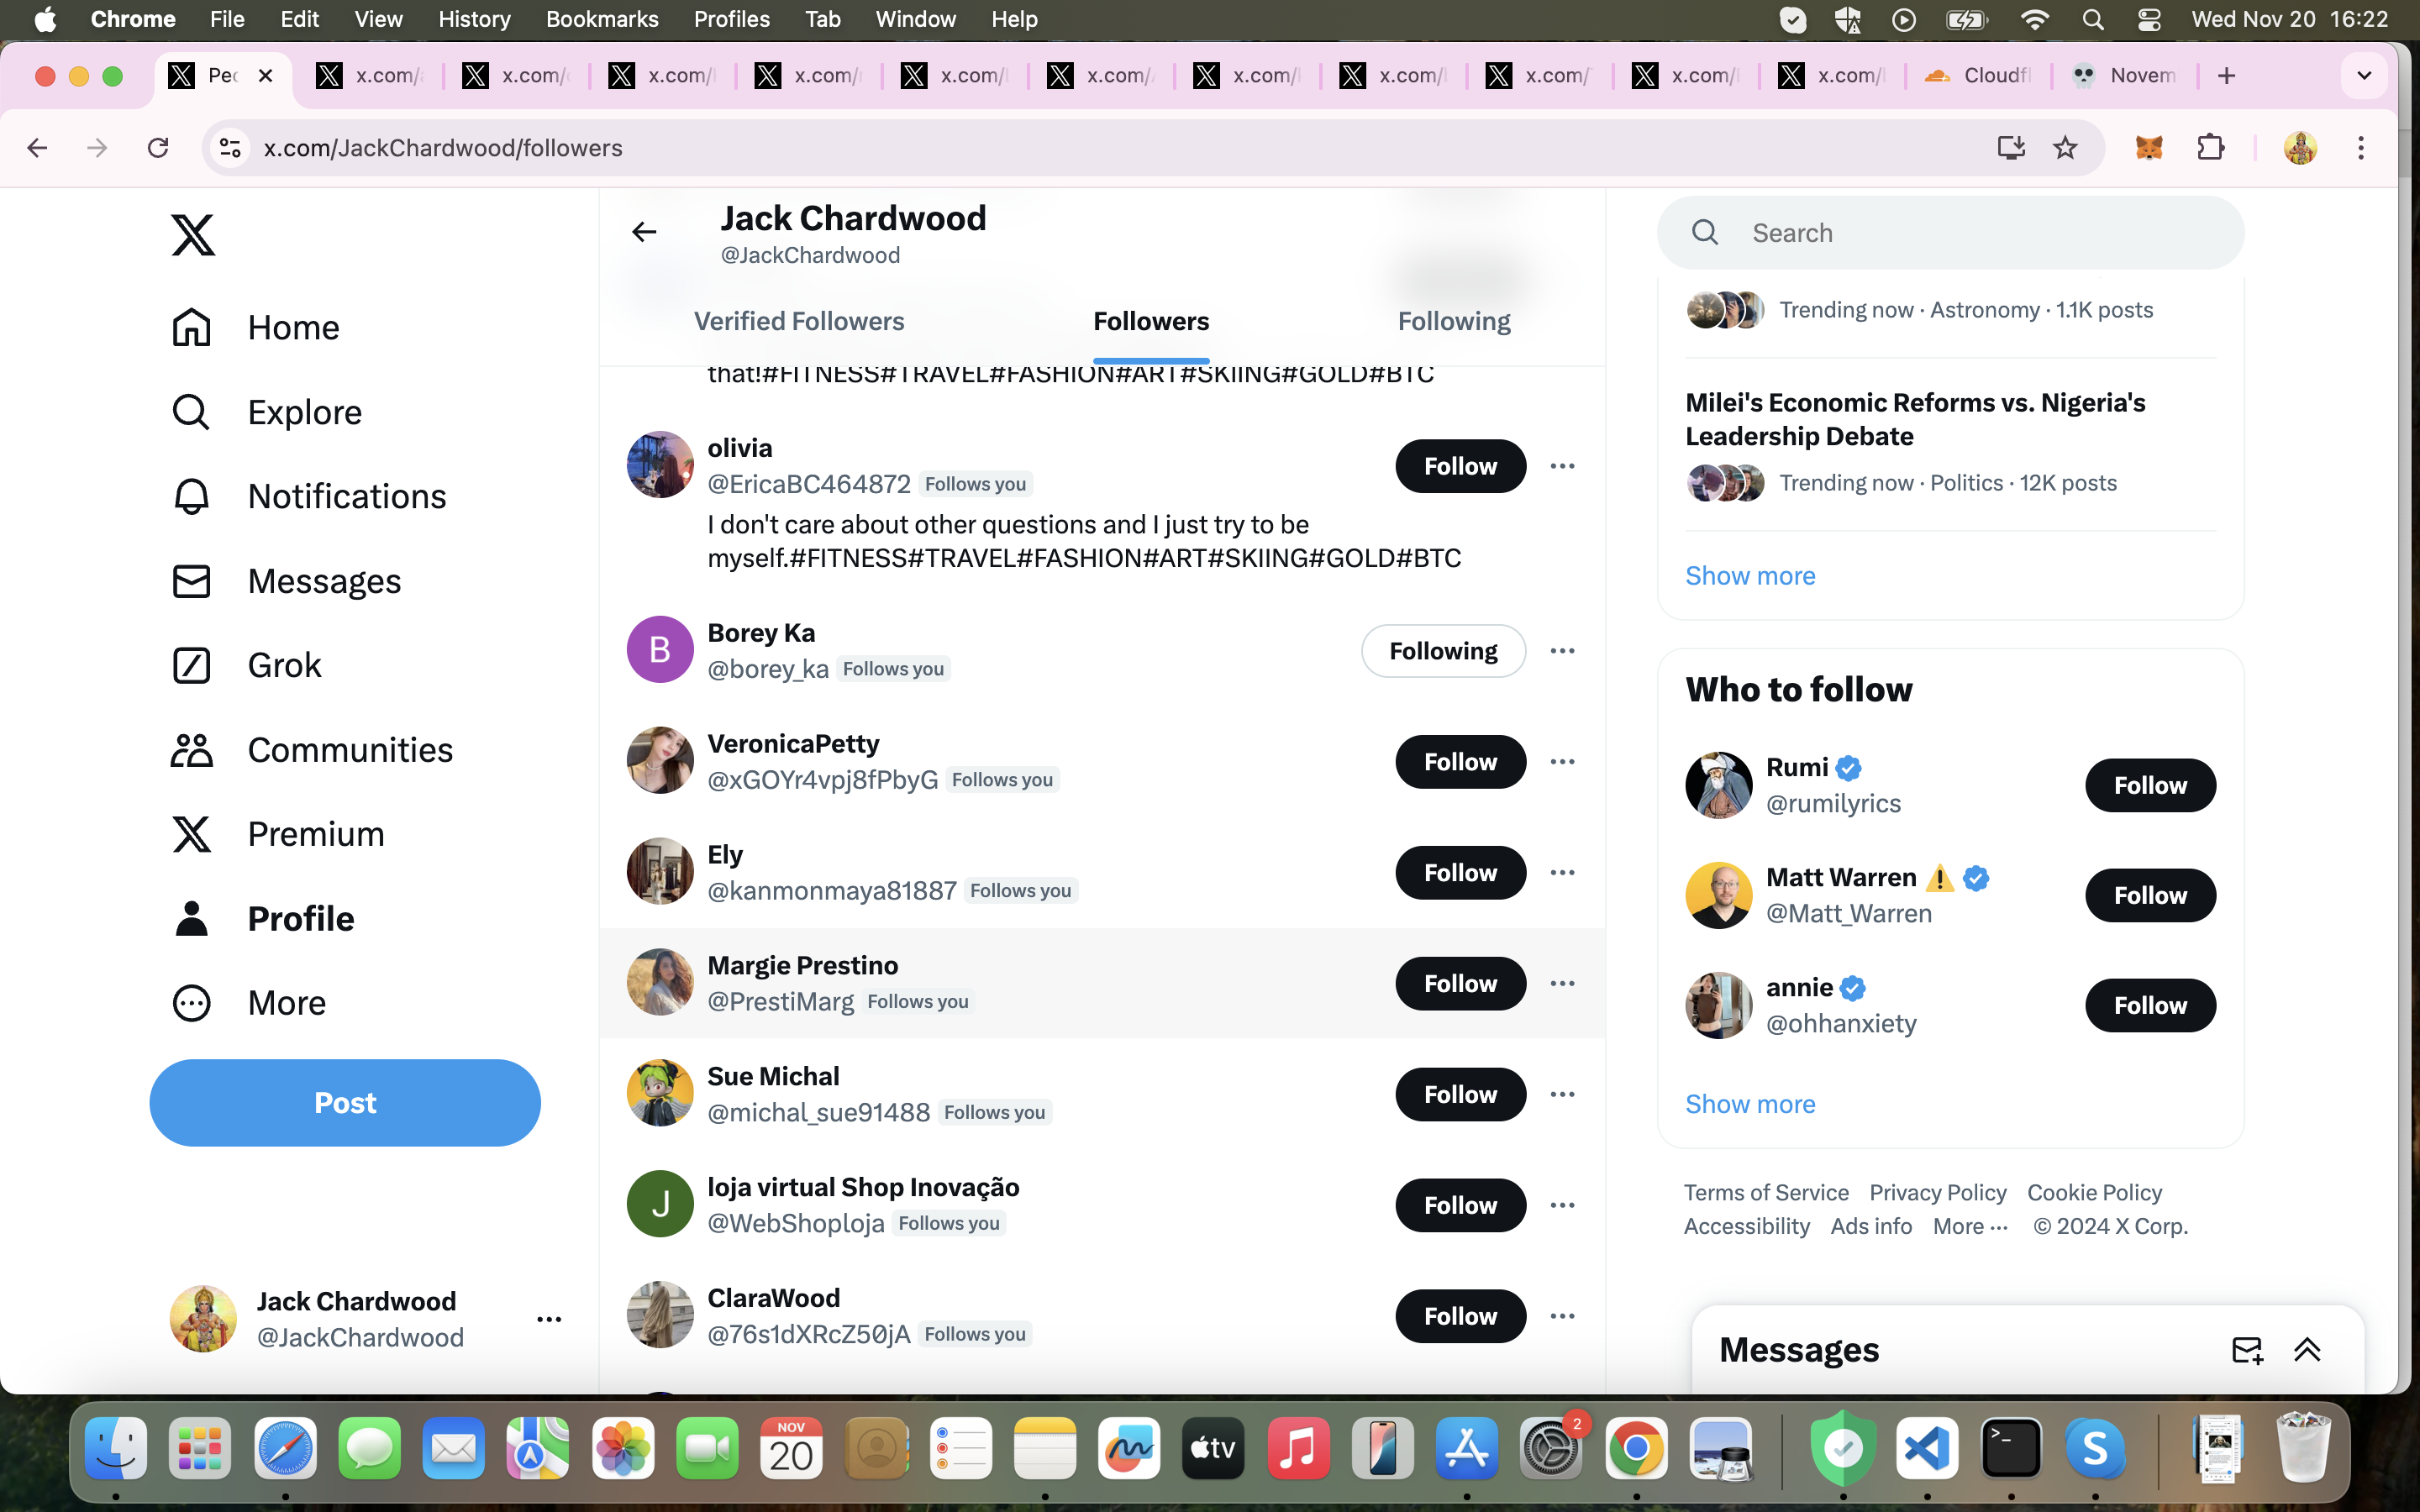 Chrome File Edit View History Bookmarks Profiles Tab Window Help Wed Nov 20 16:22
x.com/ x.com/ x.com/ x.com/ x.com/ x.com/ x.com/ x.com/ x.com/ x.com/ x.com/ Cloudfl Novem
x.com/JackChardwood/followers
Jack Chardwood
@JackChardwood
Verified Followers Followers Following
Home
Explore
Notifications
Messages
Grok
Communities
Premium
Profile
More
Post
Jack Chardwood
@JackChardwood
that!#FITNESS#TRAVEL#FASHION#ART#SKIING#GOLD#BTC
olivia
@EricaBC464872 Follows you
Follow
I don't care about other questions and I just try to be
myself.#FITNESS#TRAVEL#FASHION#ART#SKIING#GOLD#BTC
B
Borey Ka
@borey_ka Follows you
Following
VeronicaPetty
@xGOYr4vpj8fPbyG Follows you
Follow
Ely
@kanmonmaya81887 Follows you
Follow
Margie Prestino
@PrestiMarg Follows you
Follow
Sue Michal
@michal_sue91488 Follows you
Follow
J
loja virtual Shop Inovação
@WebShoploja Follows you
Follow
ClaraWood
@76s1dXRcZ50jA Follows you
Follow
Search
Trending now · Astronomy · 1.1K posts
Milei's Economic Reforms vs. Nigeria's
Leadership Debate
Trending now · Politics · 12K posts
Show more
Who to follow
Rumi
@rumilyrics
Follow
Matt Warren
@Matt_Warren
Follow
annie
@ohhanxiety
Follow
Show more
Terms of Service Privacy Policy Cookie Policy
Accessibility Ads info More ··· © 2024 X Corp.
Messages
NOV
20
tv
2